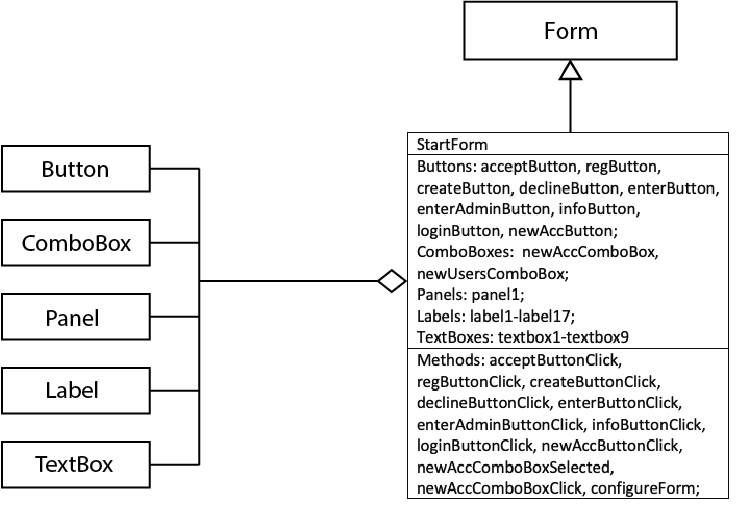 Form
Button
ComboBox
Panel
Label
TextBox
StartForm
Buttons: acceptButton, regButton,
createButton, declineButton, enterButton,
enterAdminButton, infoButton,
loginButton, newAccButton;
ComboBoxes: newAccComboBox,
newUsersComboBox;
Panels: panel1;
Labels: label1-label17;
TextBoxes: textbox1-textbox9
Methods: acceptButtonClick,
regButtonClick, createButtonClick,
declineButtonClick, enterButtonClick,
enterAdminButtonClick, infoButtonClick,
loginButtonClick, newAccButtonClick,
newAccComboBoxSelected,
newAccComboBoxClick, configureForm;